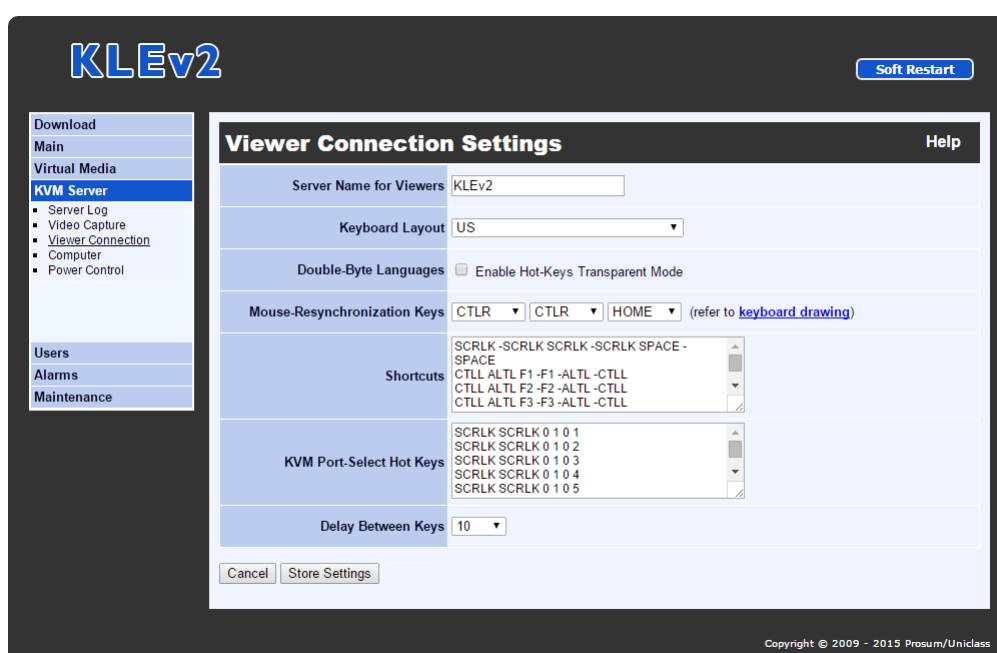 KLEv2
Soft Restart
Download
Main
Virtual Media
KVM Server
Server Log
Video Capture
Viewer Connection
Computer
Power Control
Users
Alarms
Maintenance
Viewer Connection Settings
Help
Server Name for Viewers KLEv2
Keyboard Layout US
Double-Byte Languages Enable Hot-Keys Transparent Mode
Mouse-Resynchronization Keys CTLR CTLR HOME (refer to keyboard drawing)
Shortcuts
SCRLK -SCRLK SCRLK -SCRLK SPACE -
SPACE
CTLL ALTL F1 -F1 -ALTL -CTLL
CTLL ALTL F2 -F2 -ALTL -CTLL
CTLL ALTL F3 -F3 -ALTL -CTLL
KVM Port-Select Hot Keys
SCRLK SCRLK 0 1 0 1
SCRLK SCRLK 0 1 0 2
SCRLK SCRLK 0 1 0 3
SCRLK SCRLK 0 1 0 4
SCRLK SCRLK 0 1 0 5
Delay Between Keys 10
Cancel Store Settings
Copyright © 2009 - 2015 Prosum/Uniclass